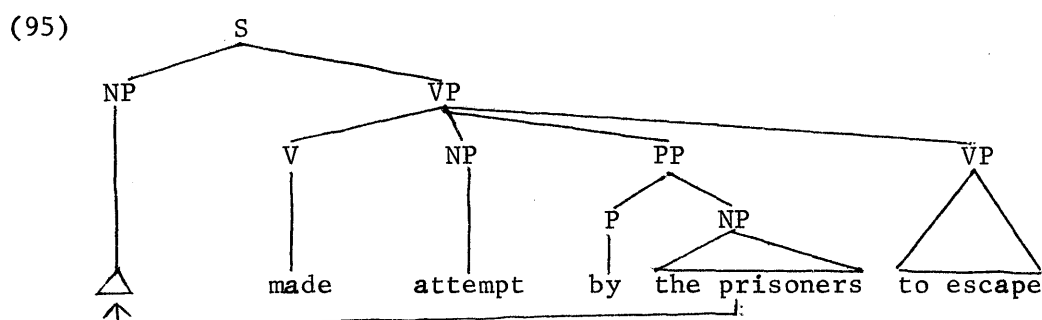 (95)
S
NP VP
V NP PP VP
P NP
made attempt by the prisoners to escape